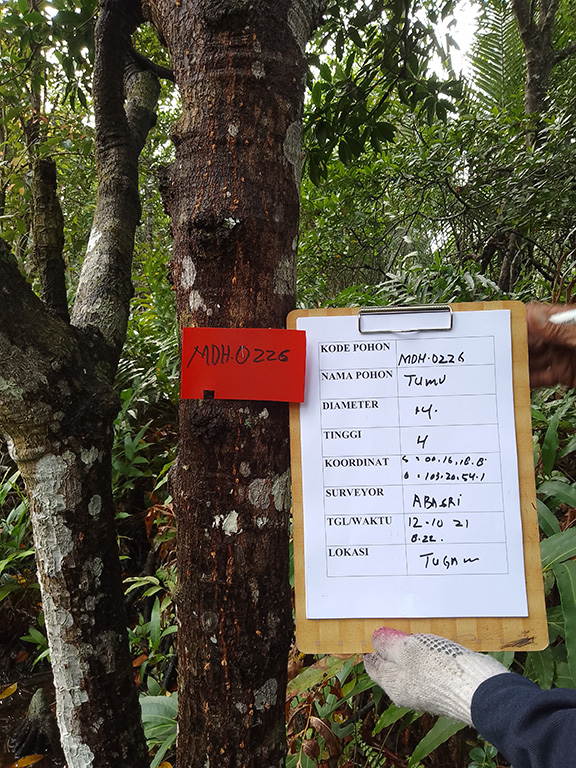 MDH-0226
KODE POHON MDH-0226
NAMA POHON TUMU
DIAMETER 14.
TINGGI 4
KOORDINAT S = 00.16.18.8
0 = 103.20.54.1
SURVEYOR ABASRI
TGL/WAKTU 12-10 21
8.22.
LOKASI